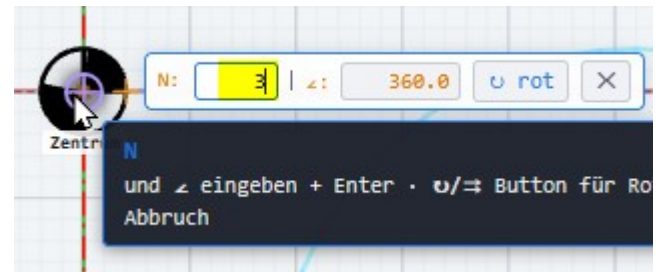 N: 3 | ∠: 360.0 ↻ rot ×
Zentr
N
und ∠ eingeben + Enter · ↻/⇉ Button für Ro
Abbruch